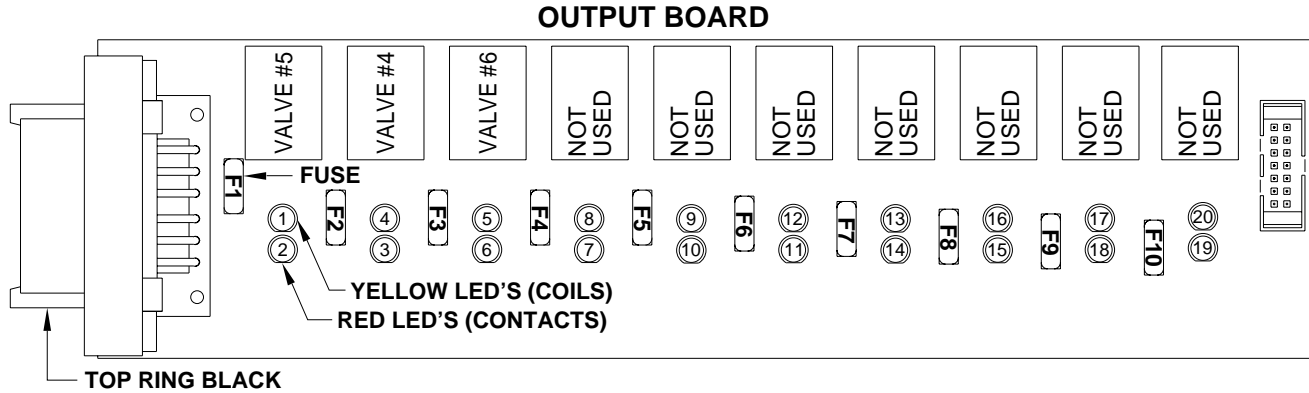 OUTPUT BOARD
VALVE #5
VALVE #4
VALVE #6
NOT
USED
NOT
USED
NOT
USED
NOT
USED
NOT
USED
NOT
USED
NOT
USED
F1
FUSE
F2
F3
F4
F5
F6
F7
F8
F9
F10
1
4
5
8
9
12
13
16
17
20
2
3
6
7
10
11
14
15
18
19
YELLOW LED'S (COILS)
RED LED'S (CONTACTS)
TOP RING BLACK